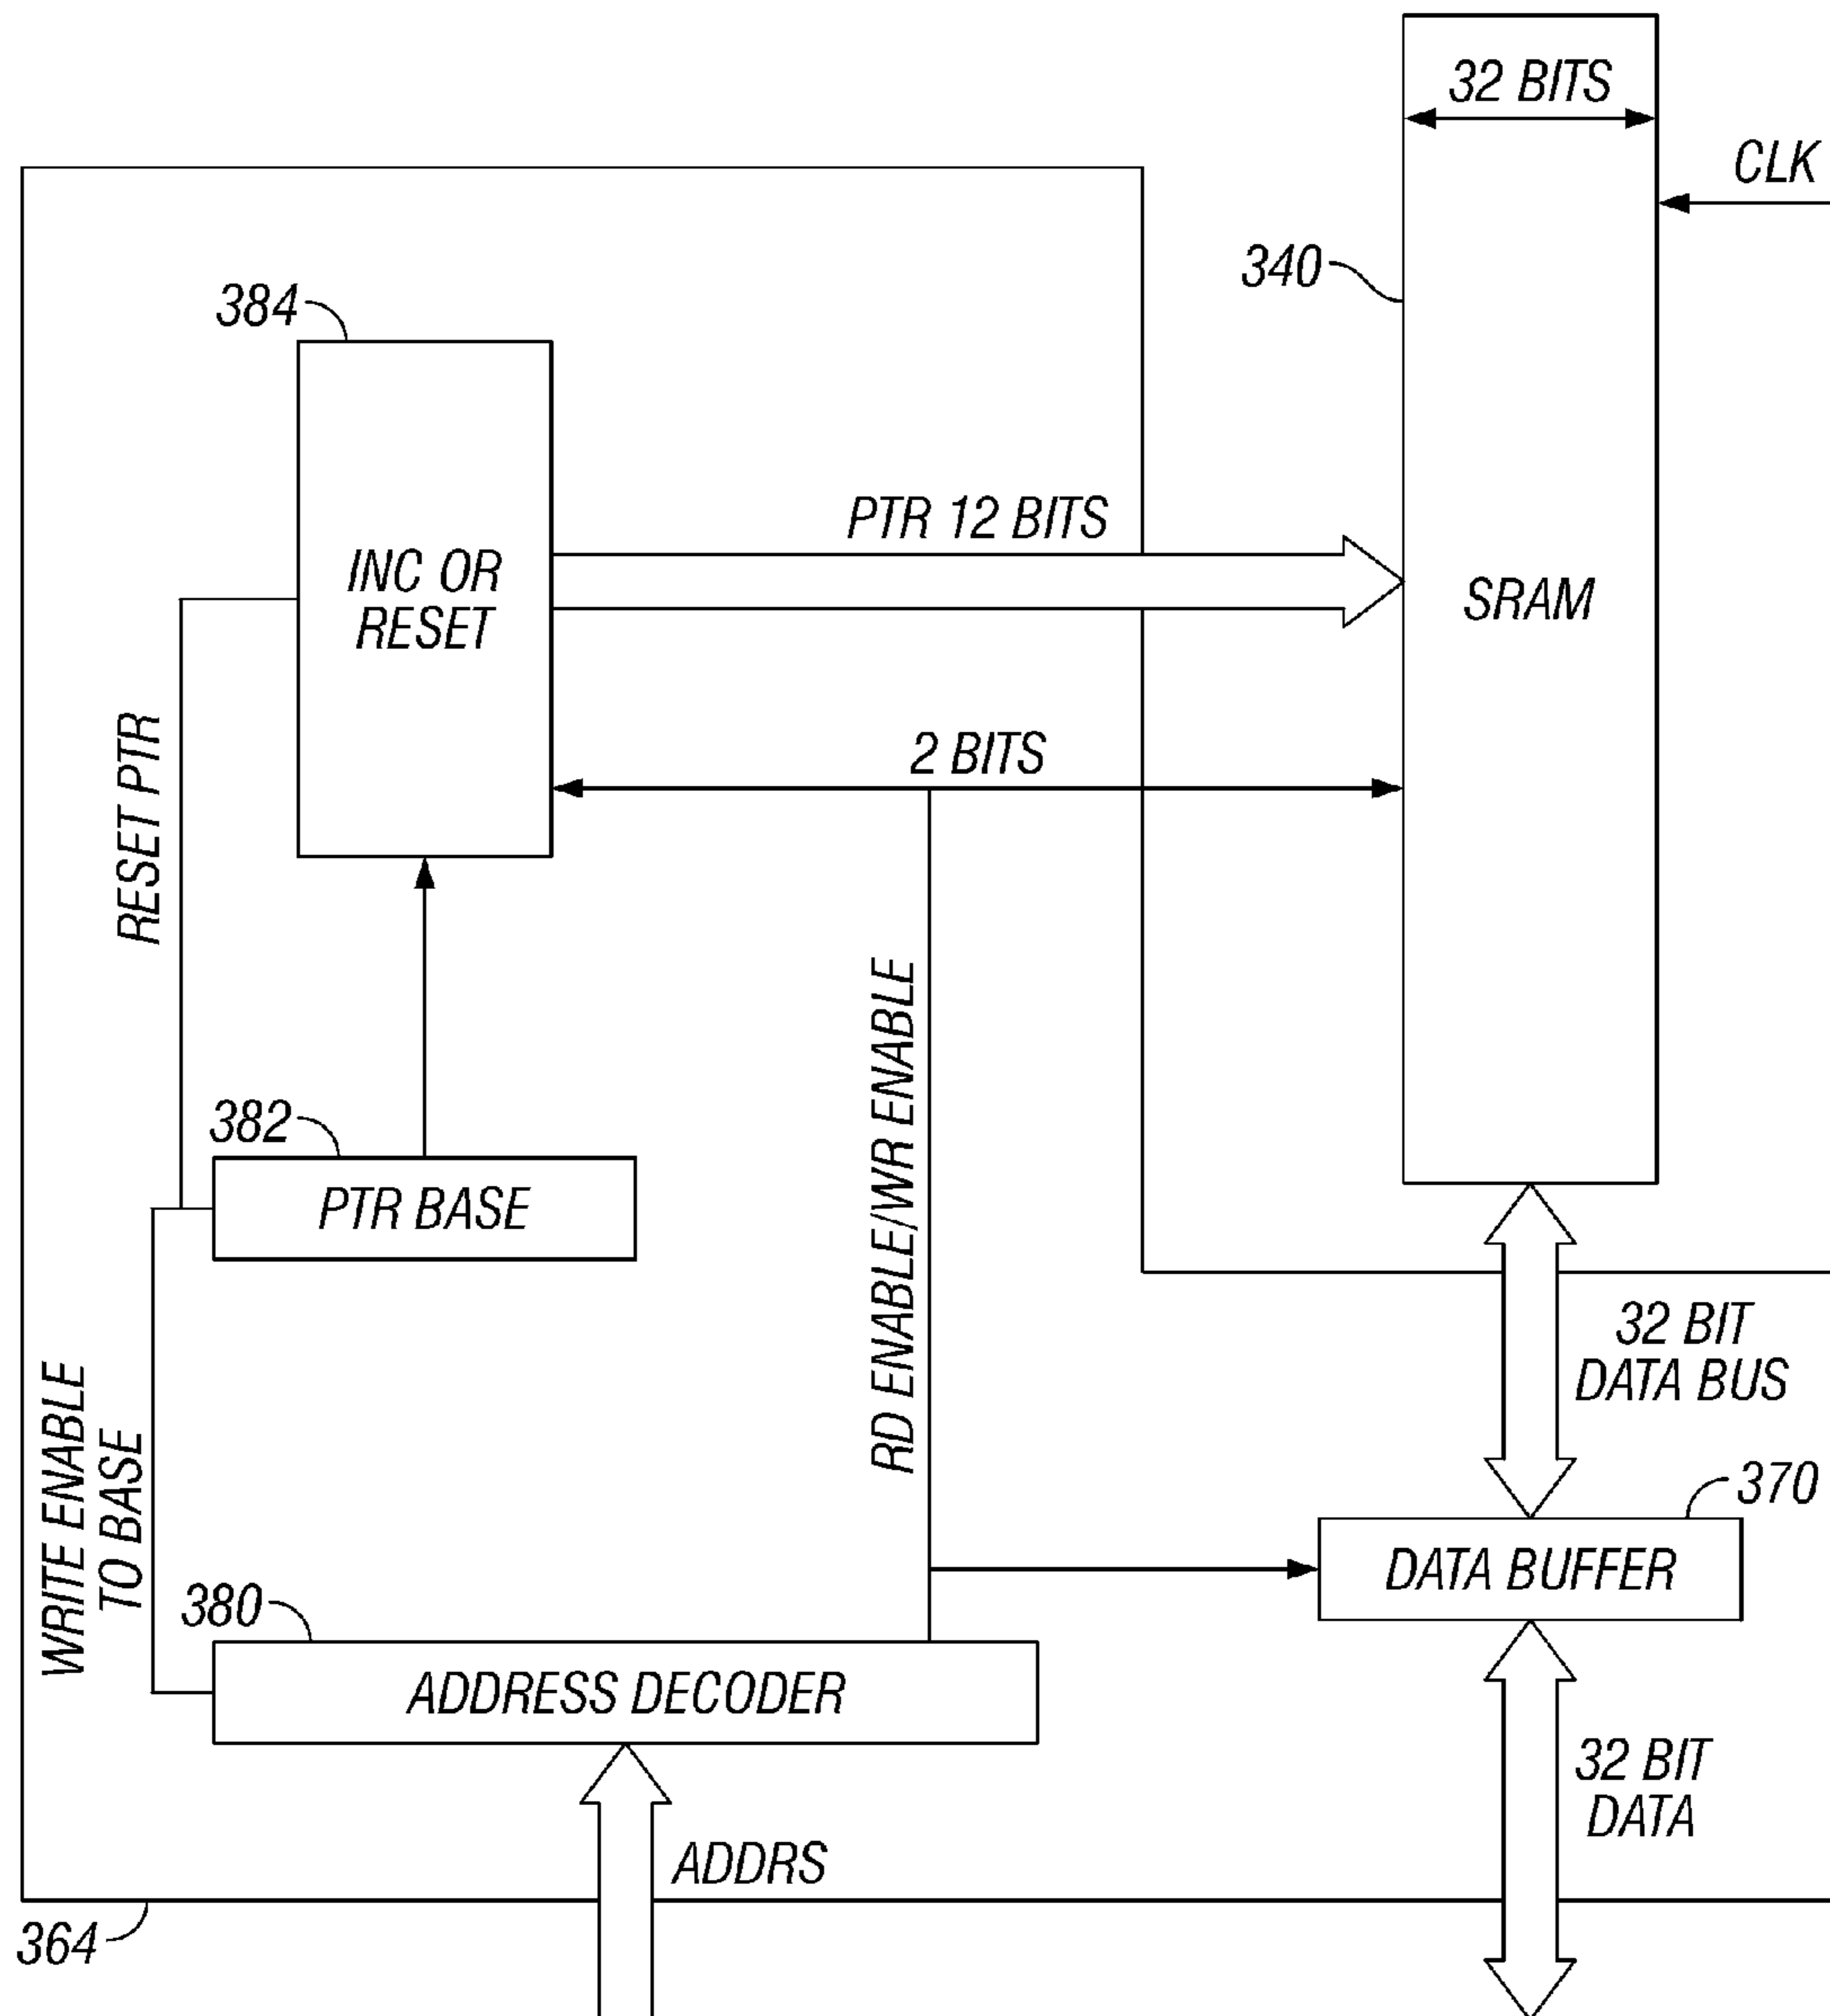 32 BITS
CLK
340
384
INC OR
RESET
PTR 12 BITS
SRAM
2 BITS
RESET PTR
RD ENABLE/WR ENABLE
382
PTR BASE
32 BIT
DATA BUS
WRITE ENABLE
TO BASE
370
DATA BUFFER
380
ADDRESS DECODER
32 BIT
DATA
ADDRS
364